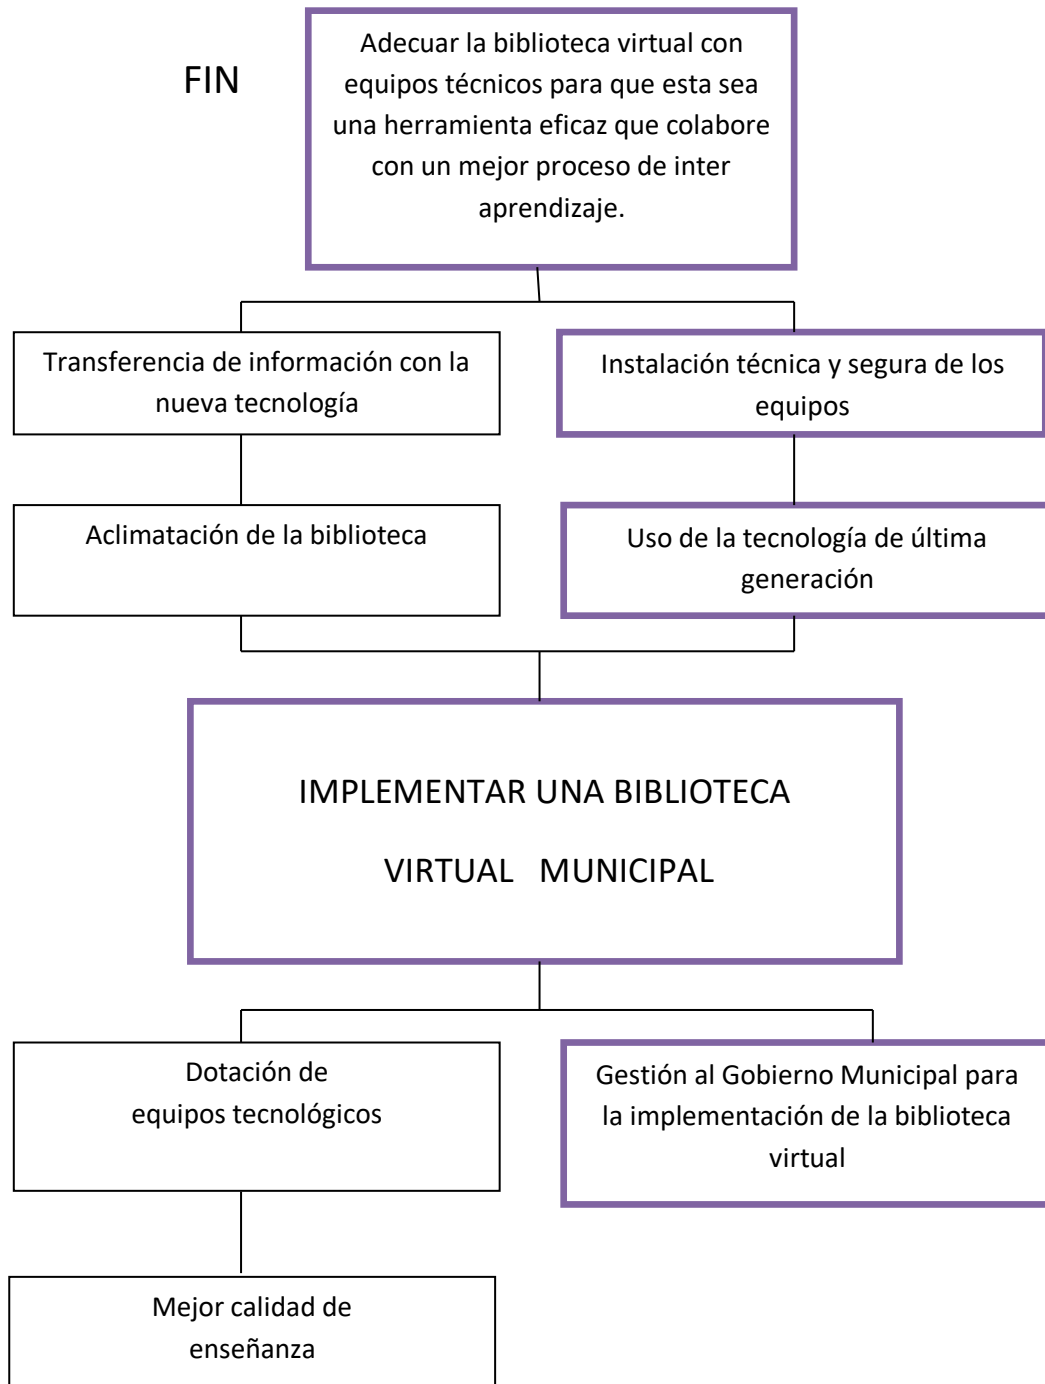 FIN
Adecuar la biblioteca virtual con
equipos técnicos para que esta sea
una herramienta eficaz que colabore
con un mejor proceso de inter
aprendizaje.
Transferencia de información con la
nueva tecnología
Instalación técnica y segura de los
equipos
Aclimatación de la biblioteca
Uso de la tecnología de última
generación
IMPLEMENTAR UNA BIBLIOTECA
VIRTUAL MUNICIPAL
Dotación de
equipos tecnológicos
Gestión al Gobierno Municipal para
la implementación de la biblioteca
virtual
Mejor calidad de
enseñanza